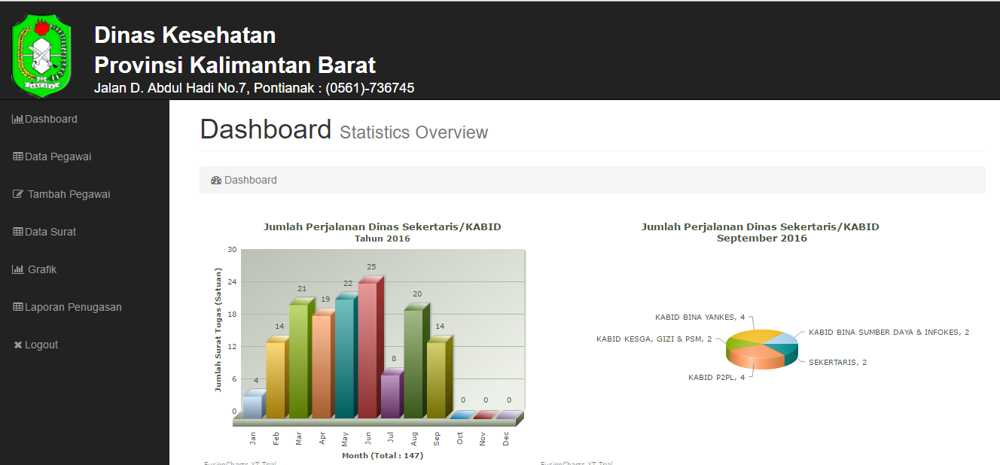 Dinas Kesehatan
Provinsi Kalimantan Barat
Jalan D. Abdul Hadi No.7, Pontianak : (0561)-736745
Dashboard
Data Pegawai
Tambah Pegawai
Data Surat
Grafik
Laporan Penugasan
Logout
Dashboard Statistics Overview
Dashboard
Jumlah Perjalanan Dinas Sekertaris/KABID
Tahun 2016
Jumlah Surat Tugas (Satuan)
30
24
18
12
6
0
4
14
21
19
22
25
8
20
14
0
0
0
Jan
Feb
Mar
Apr
May
Jun
Jul
Aug
Sep
Oct
Nov
Dec
Month (Total : 147)
FusionCharts XT Trial
Jumlah Perjalanan Dinas Sekertaris/KABID
September 2016
KABID BINA YANKES, 4
KABID BINA SUMBER DAYA & INFOKES, 2
KABID KESGA, GIZI & PSM, 2
SEKERTARIS, 2
KABID P2PL, 4
FusionCharts XT Trial